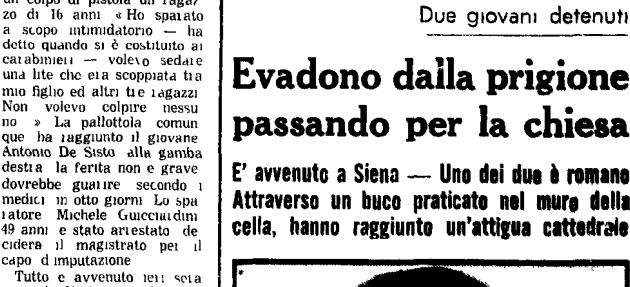 un colpo di pistola un ragaz
zo di 16 anni «Ho sparato
a scopo intimidatorio — ha
detto quando si è costituito ai
carabinieri — volevo sedare
una lite che era scoppiata tra
mio figlio ed altri tre ragazzi
Non volevo colpire nessu
no » La pallottola comun
que ha raggiunto il giovane
Antonio De Sisto alla gamba
destra la ferita non e grave
dovrebbe guarire secondo i
medici in otto giorni Lo spa
ratore Michele Guicciardini
49 anni e stato arrestato de
cidera il magistrato per il
capo d imputazione
Tutto e avvenuto ieri sera
Due giovani detenuti
Evadono dalla prigione
passando per la chiesa
E' avvenuto a Siena — Uno dei due è romano
Attraverso un buco praticato nel muro della
cella, hanno raggiunto un'attigua cattedrale